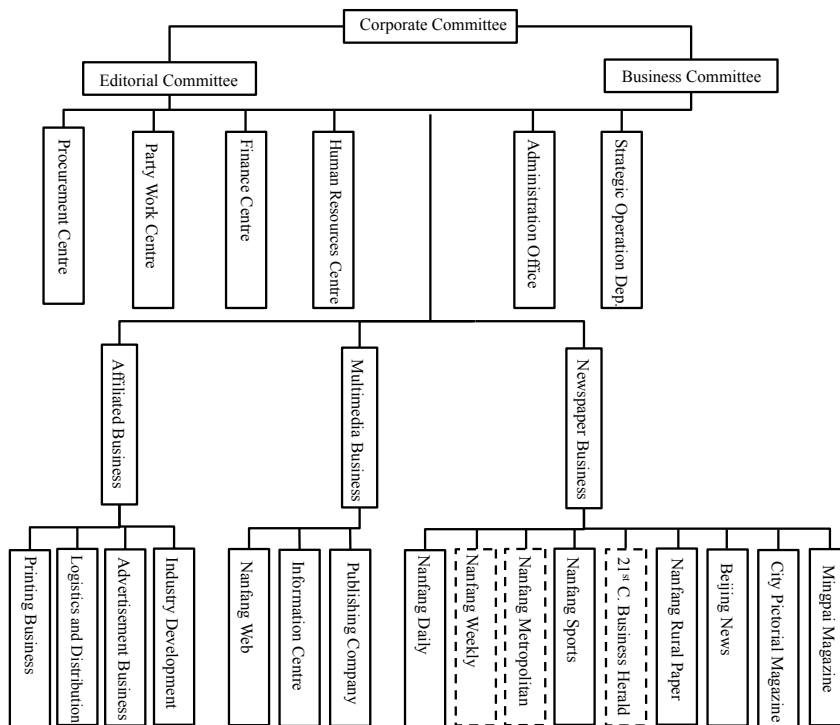 Corporate Committee
Editorial Committee
Business Committee
Procurement Centre
Party Work Centre
Finance Centre
Human Resources Centre
Administration Office
Strategic Operation Dep.
Affiliated Business
Multimedia Business
Newspaper Business
Printing Business
Logistics and Distribution
Advertisement Business
Industry Development
Nanfang Web
Information Centre
Publishing Company
Nanfang Daily
Nanfang Weekly
Nanfang Metropolitan
Nanfang Sports
21st C. Business Herald
Nanfang Rural Paper
Beijing News
City Pictorial Magazine
Mingpai Magazine